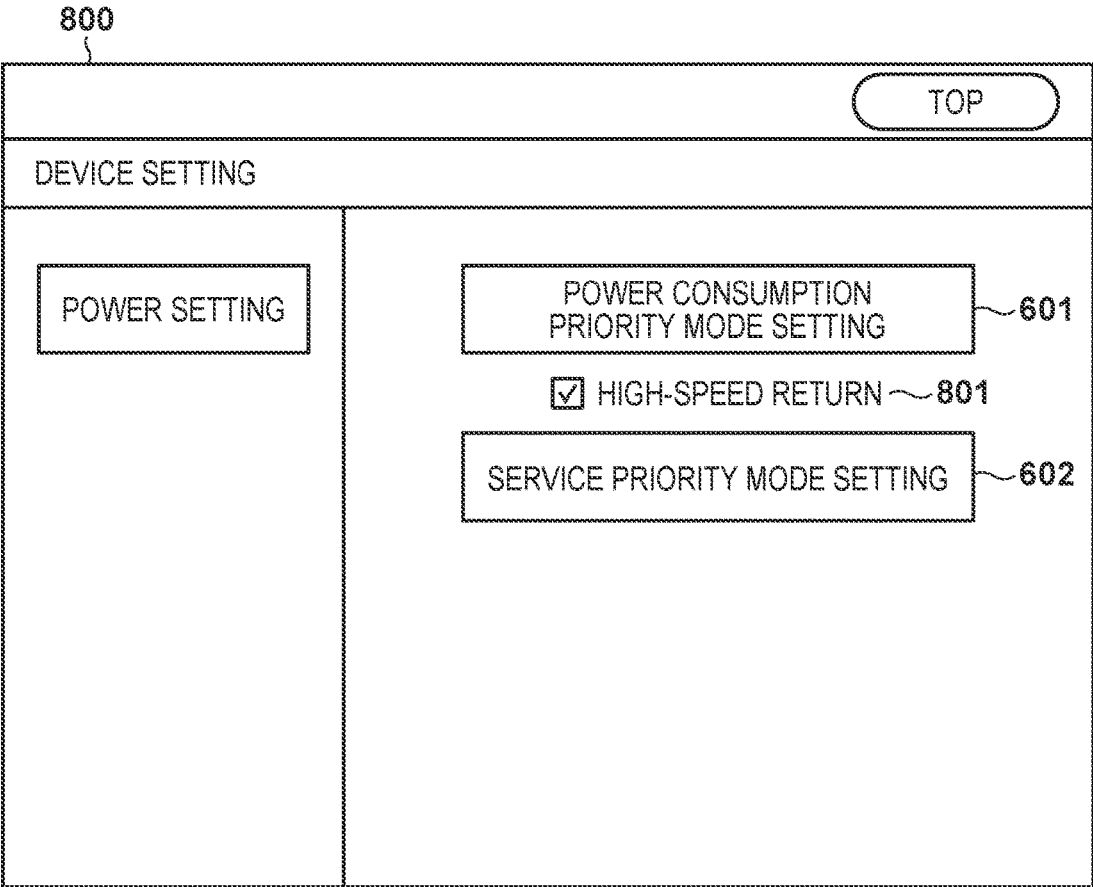 800
TOP
DEVICE SETTING
POWER SETTING
POWER CONSUMPTION
PRIORITY MODE SETTING
601
HIGH-SPEED RETURN
801
SERVICE PRIORITY MODE SETTING
602